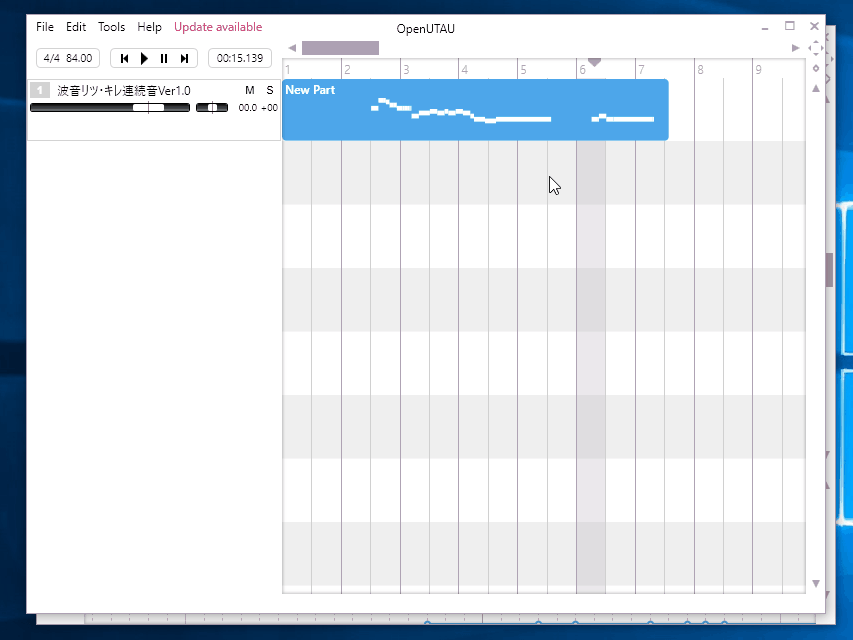 File Edit Tools Help Update available
OpenUTAU
4/4 84.00
00:15.139
1 2 3 4 5 6 7 8 9
1 波音リツ・キレ連続音Ver1.0 M S
00.0 +00
New Part